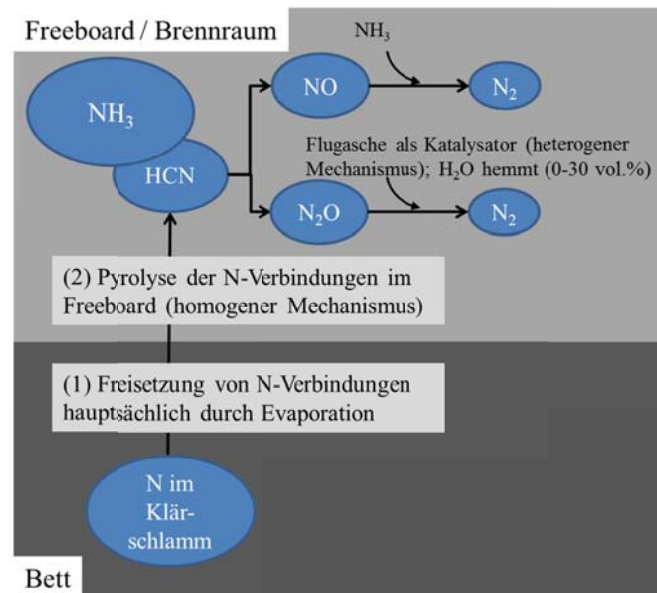 Freeboard / Brennraum
NH₃
NH₃
HCN
NO
N₂
Flugasche als Katalysator (heterogener
Mechanismus); H₂O hemmt (0-30 vol.%)
N₂O
N₂
(2) Pyrolyse der N-Verbindungen im
Freeboard (homogener Mechanismus)
(1) Freisetzung von N-Verbindungen
hauptsächlich durch Evaporation
N im
Klär-
schlamm
Bett